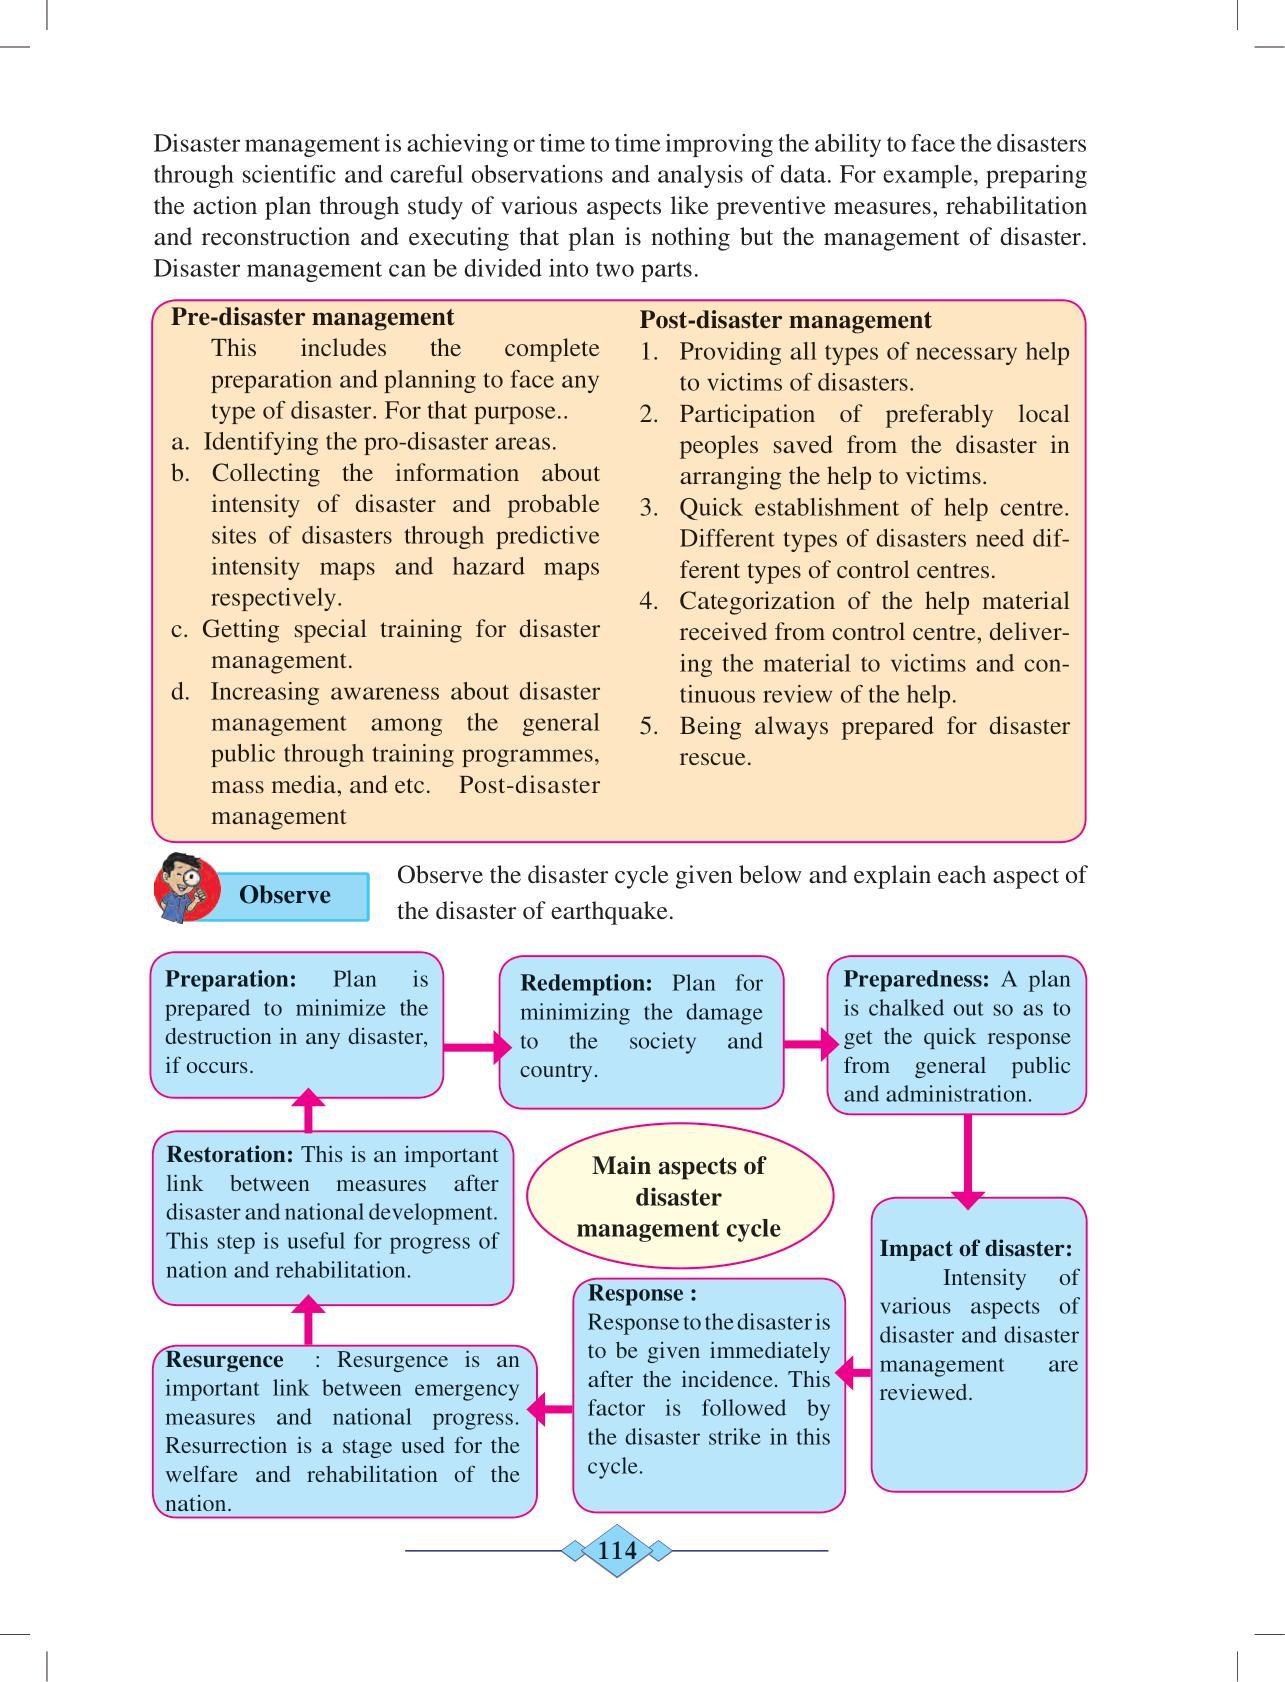 Disaster management is achieving or time to time improving the ability to face the disasters
through scientific and careful observations and analysis of data. For example, preparing
the action plan through study of various aspects like preventive measures, rehabilitation
and reconstruction and executing that plan is nothing but the management of disaster.
Disaster management can be divided into two parts.
Pre-disaster management
This includes the complete
preparation and planning to face any
type of disaster. For that purpose..
a. Identifying the pro-disaster areas.
b. Collecting the information about
intensity of disaster and probable
sites of disasters through predictive
intensity maps and hazard maps
respectively.
c. Getting special training for disaster
management.
d. Increasing awareness about disaster
management among the general
public through training programmes,
mass media, and etc. Post-disaster
management
Post-disaster management
1. Providing all types of necessary help
to victims of disasters.
2. Participation of preferably local
peoples saved from the disaster in
arranging the help to victims.
3. Quick establishment of help centre.
Different types of disasters need dif-
ferent types of control centres.
4. Categorization of the help material
received from control centre, deliver-
ing the material to victims and con-
tinuous review of the help.
5. Being always prepared for disaster
rescue.
Observe
Observe the disaster cycle given below and explain each aspect of
the disaster of earthquake.
Preparation: Plan is
prepared to minimize the
destruction in any disaster,
if occurs.
Redemption: Plan for
minimizing the damage
to the society and
country.
Preparedness: A plan
is chalked out so as to
get the quick response
from general public
and administration.
Restoration: This is an important
link between measures after
disaster and national development.
This step is useful for progress of
nation and rehabilitation.
Main aspects of
disaster
management cycle
Impact of disaster:
Intensity of
various aspects of
disaster and disaster
management are
reviewed.
Response :
Response to the disaster is
to be given immediately
after the incidence. This
factor is followed by
the disaster strike in this
cycle.
Resurgence : Resurgence is an
important link between emergency
measures and national progress.
Resurrection is a stage used for the
welfare and rehabilitation of the
nation.
114